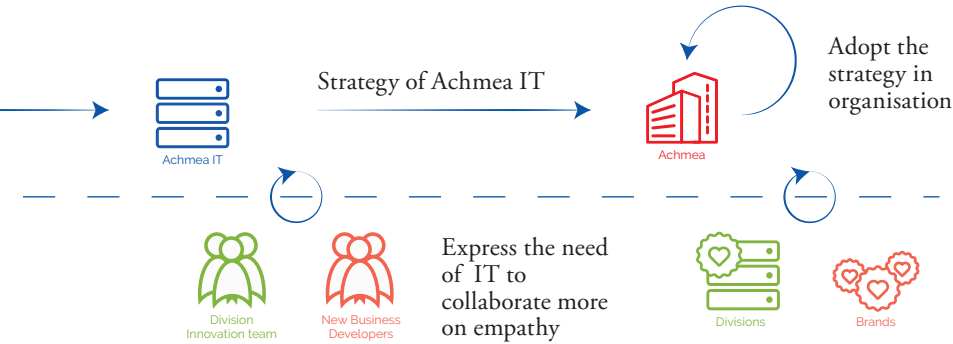 Strategy of Achmea IT
Adopt the
strategy in
organisation
Achmea IT
Achmea
Express the need
of IT to
collaborate more
on empathy
Division
Innovation team
New Business
Developers
Divisions
Brands